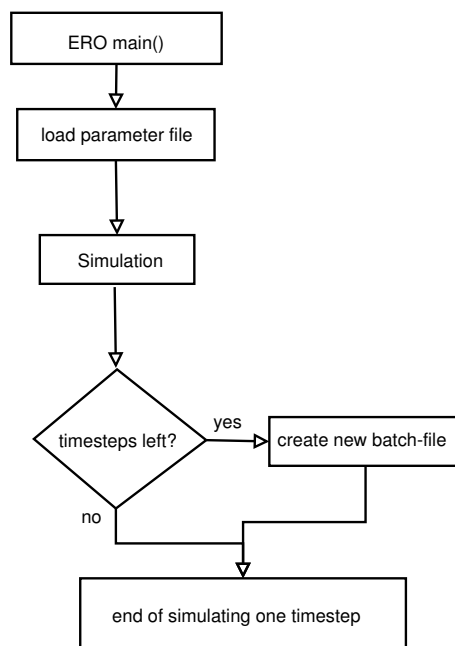 ERO main()
load parameter file
Simulation
timesteps left?
yes
create new batch-file
no
end of simulating one timestep